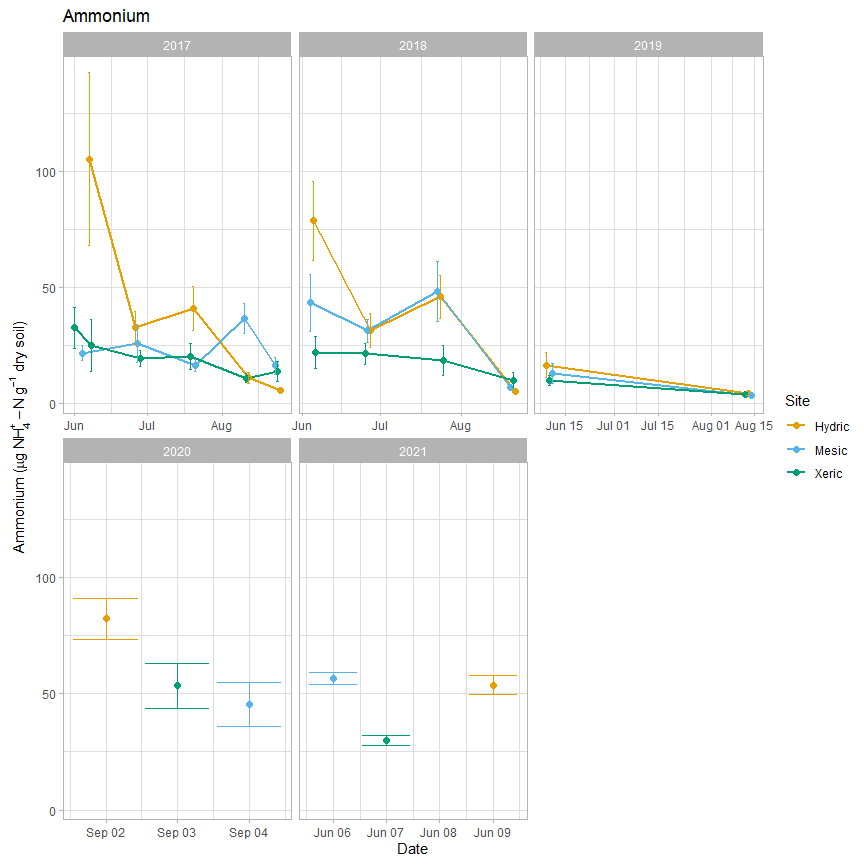 Ammonium
2017
2018
2019
100
50
0
Jun Jul Aug
Jun Jul Aug
Jun 15 Jul 01 Jul 15 Aug 01 Aug 15
Site
Hydric
Mesic
Xeric
Ammonium (μg NH₄⁺ − N g⁻¹ dry soil)
2020
2021
100
50
0
Sep 02 Sep 03 Sep 04
Jun 06 Jun 07 Jun 08 Jun 09
Date